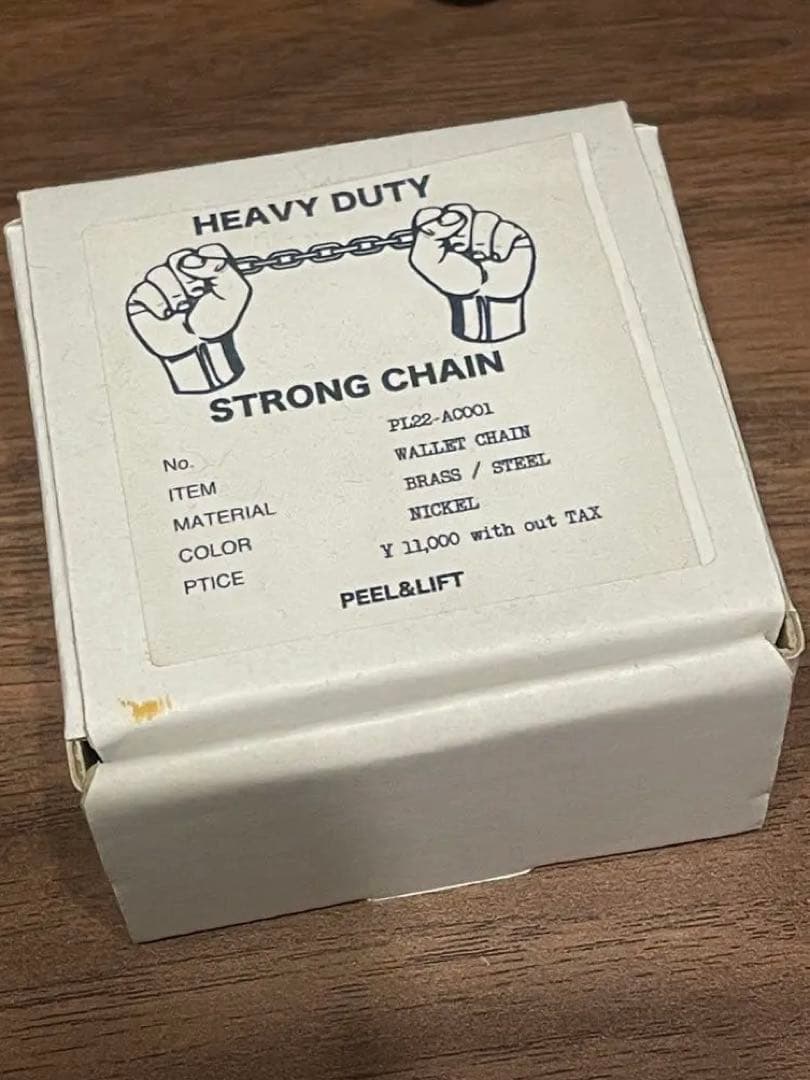 HEAVY DUTY
STRONG CHAIN
No. PL22-AC001
ITEM WALLET CHAIN
MATERIAL BRASS / STEEL
COLOR NICKEL
PTICE Y 11,000 with out TAX
PEEL&LIFT